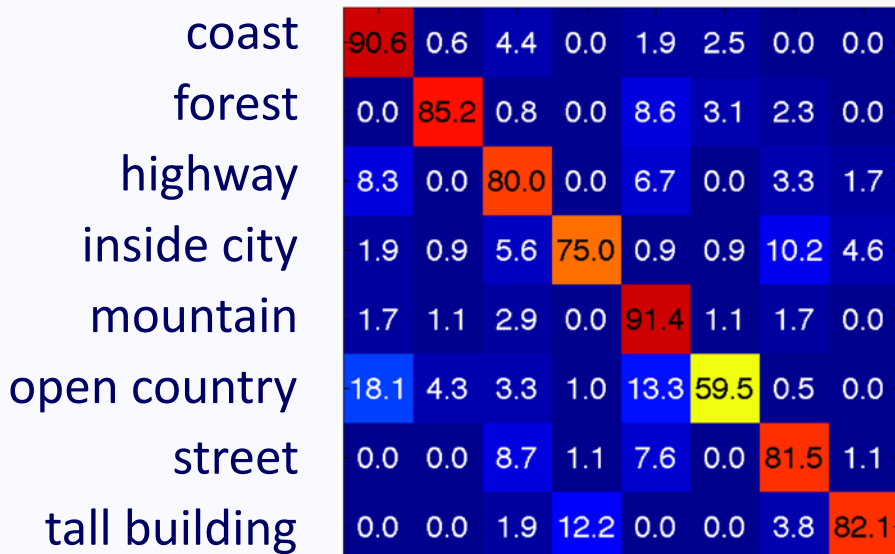 coast 90.6 0.6 4.4 0.0 1.9 2.5 0.0 0.0
forest 0.0 85.2 0.8 0.0 8.6 3.1 2.3 0.0
highway 8.3 0.0 80.0 0.0 6.7 0.0 3.3 1.7
inside city 1.9 0.9 5.6 75.0 0.9 0.9 10.2 4.6
mountain 1.7 1.1 2.9 0.0 91.4 1.1 1.7 0.0
open country 18.1 4.3 3.3 1.0 13.3 59.5 0.5 0.0
street 0.0 0.0 8.7 1.1 7.6 0.0 81.5 1.1
tall building 0.0 0.0 1.9 12.2 0.0 0.0 3.8 82.1